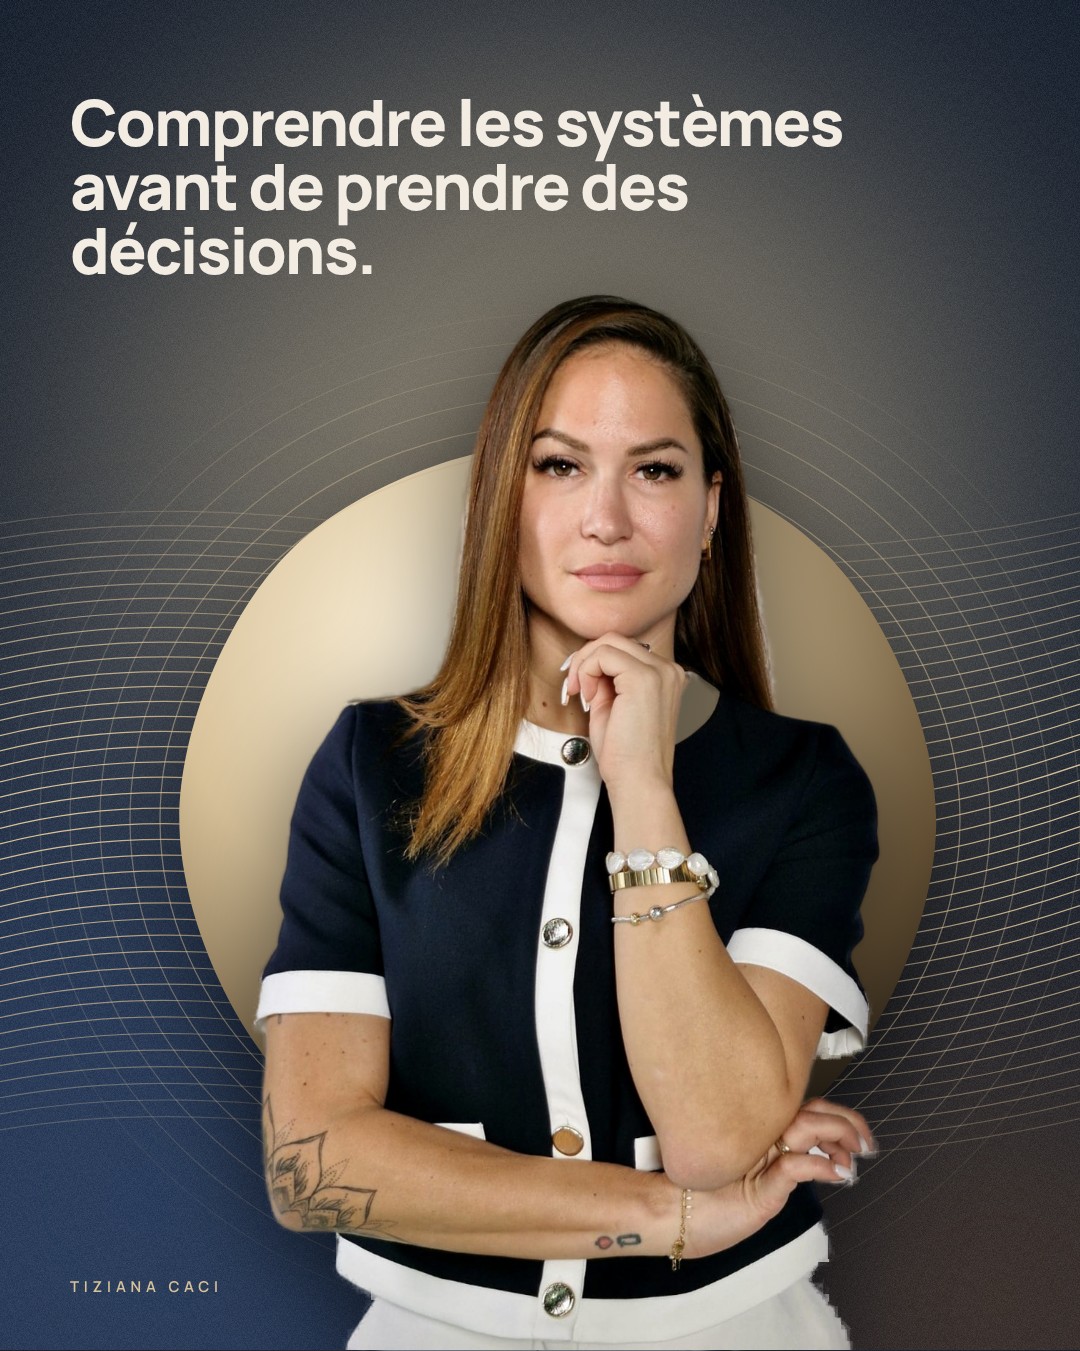 Comprendre les systèmes
avant de prendre des
décisions.
TIZIANA CACI